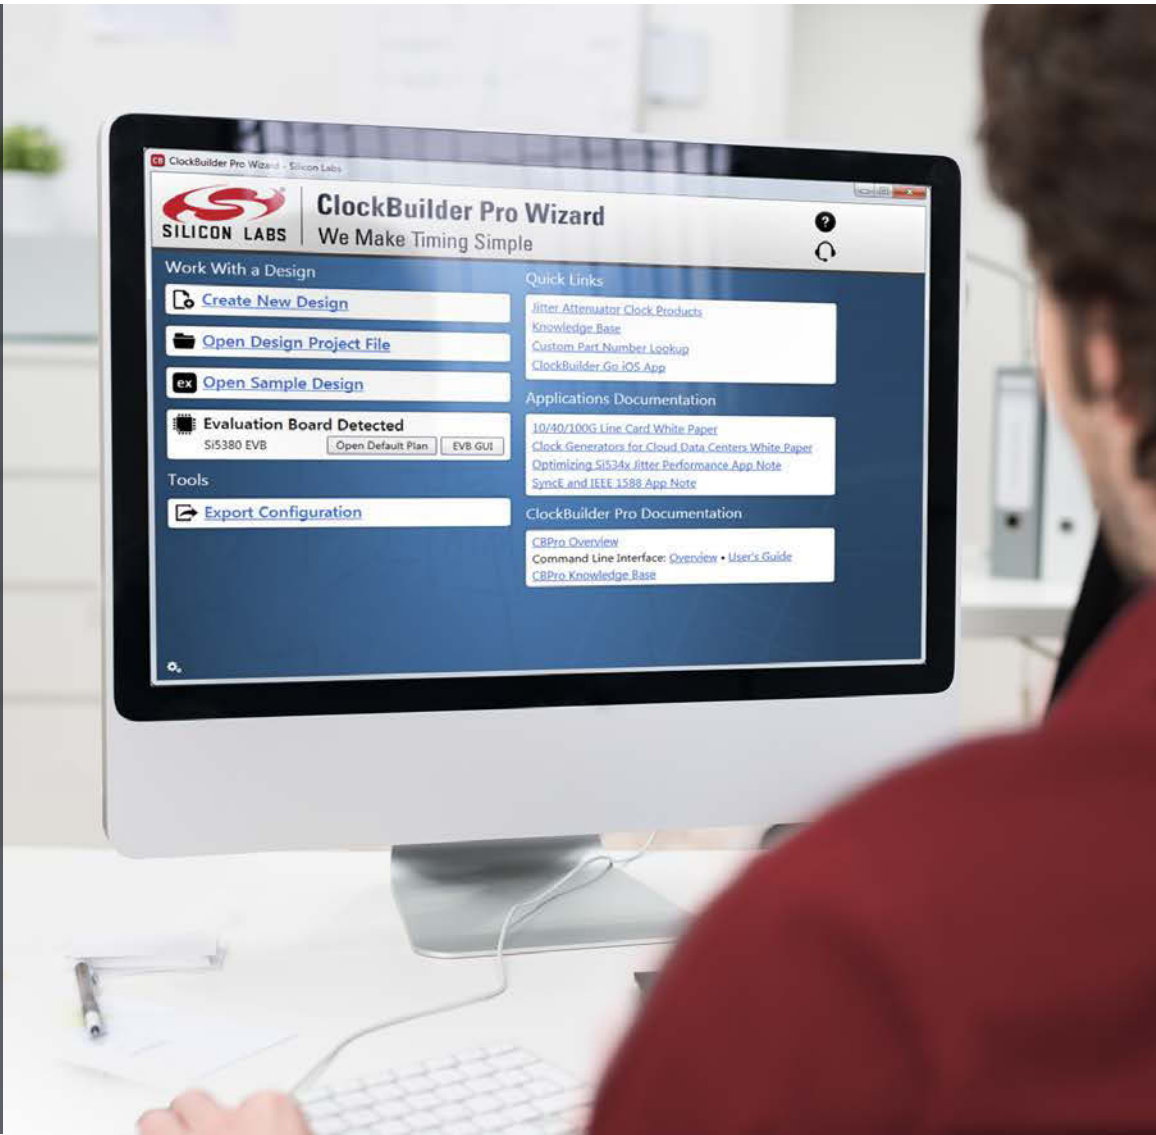 CB ClockBuilder Pro Wizard - Silicon Labs
SILICON LABS
ClockBuilder Pro Wizard
We Make Timing Simple
?
Work With a Design
Create New Design
Open Design Project File
ex Open Sample Design
Evaluation Board Detected
Si5380 EVB Open Default Plan EVB GUI
Tools
Export Configuration
Quick Links
Jitter Attenuator Clock Products
Knowledge Base
Custom Part Number Lookup
ClockBuilder Go iOS App
Applications Documentation
10/40/100G Line Card White Paper
Clock Generators for Cloud Data Centers White Paper
Optimizing Si534x Jitter Performance App Note
SyncE and IEEE 1588 App Note
ClockBuilder Pro Documentation
CBPro Overview
Command Line Interface: Overview • User's Guide
CBPro Knowledge Base